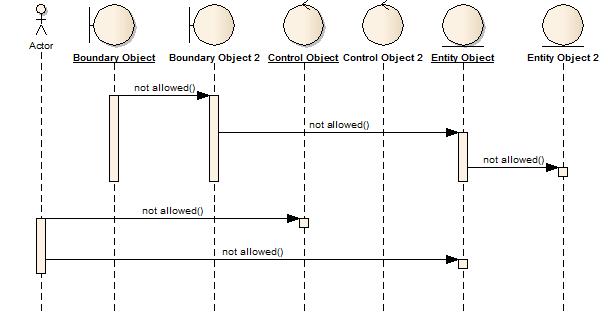 Actor
Boundary Object
Boundary Object 2
Control Object
Control Object 2
Entity Object
Entity Object 2
not allowed()
not allowed()
not allowed()
not allowed()
not allowed()